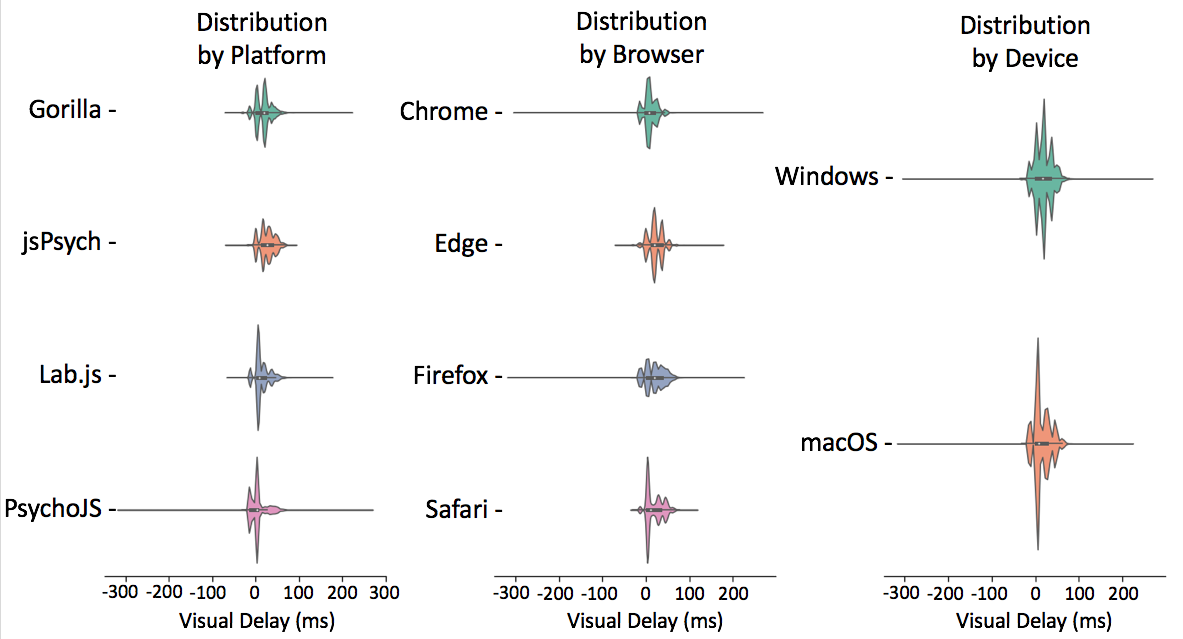 Distribution
by Platform
Gorilla -
jsPsych -
Lab.js -
PsychoJS -
-300 -200 -100 0 100 200 300
Visual Delay (ms)
Distribution
by Browser
Chrome -
Edge -
Firefox -
Safari -
-300 -200 -100 0 100 200
Visual Delay (ms)
Distribution
by Device
Windows -
macOS -
-300 -200 -100 0 100 200
Visual Delay (ms)